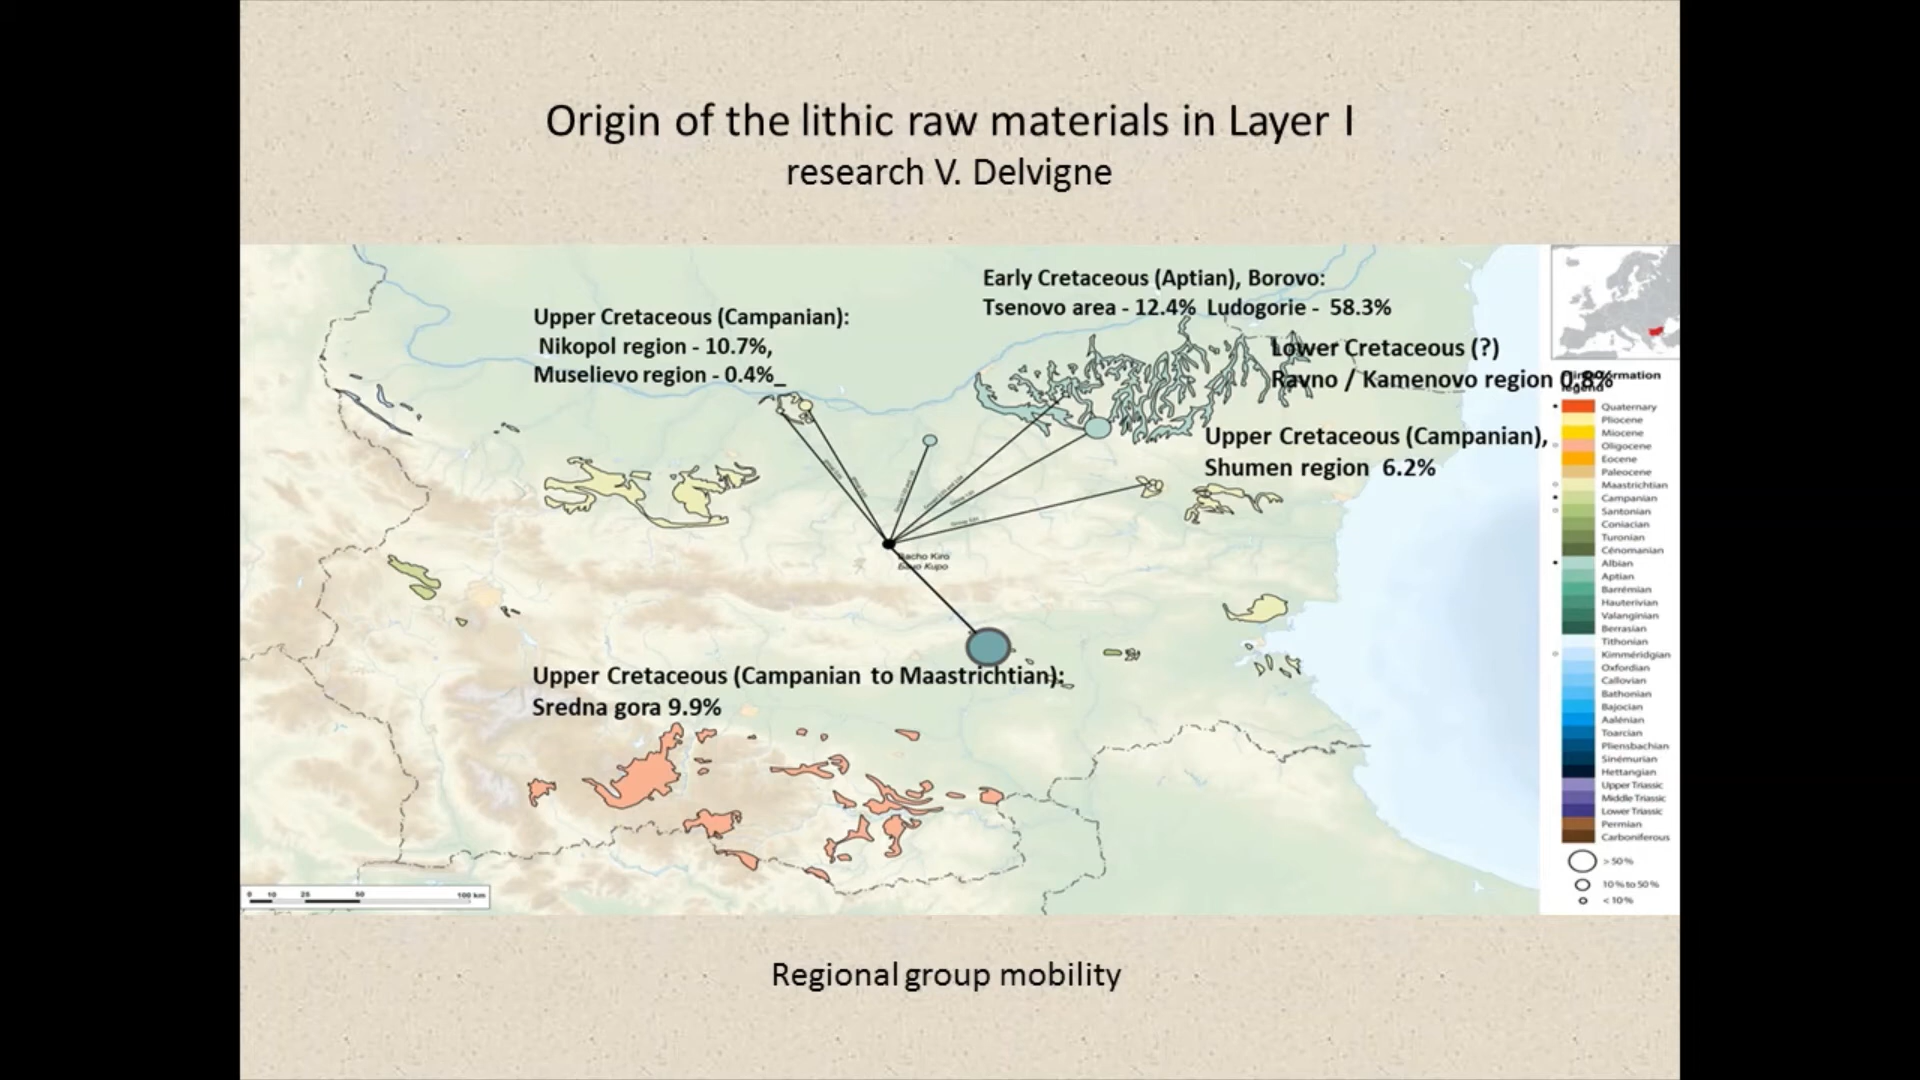 Origin of the lithic raw materials in Layer I
research V. Delvigne
Early Cretaceous (Aptian), Borovo:
Tsenovo area - 12.4% Ludogorie - 58.3%
Upper Cretaceous (Campanian):
Nikopol region - 10.7%,
Muselievo region - 0.4%_
Lower Cretaceous (?)
Ravno / Kamenovo region 0.8%
Upper Cretaceous (Campanian),
Shumen region 6.2%
Bacho Kiro
Бачо Киро
Upper Cretaceous (Campanian to Maastrichtian):
Sredna gora 9.9%
legend
Quaternary
Pliocene
Miocene
Oligocene
Eocene
Paleocene
Maastrichtian
Campanian
Santonian
Coniacian
Turonian
Cénomanian
Albian
Aptian
Barrémian
Hauterivian
Valanginian
Berrasian
Tithonian
Kimméridgian
Oxfordian
Callovian
Bathonian
Bajocian
Aalénian
Toarcian
Pliensbachian
Sinémurian
Hettangian
Upper Triassic
Middle Triassic
Lower Triassic
Permian
Carboniferous
> 50 %
10 % to 50 %
< 10 %
0 10 25 50 100 km
Regional group mobility